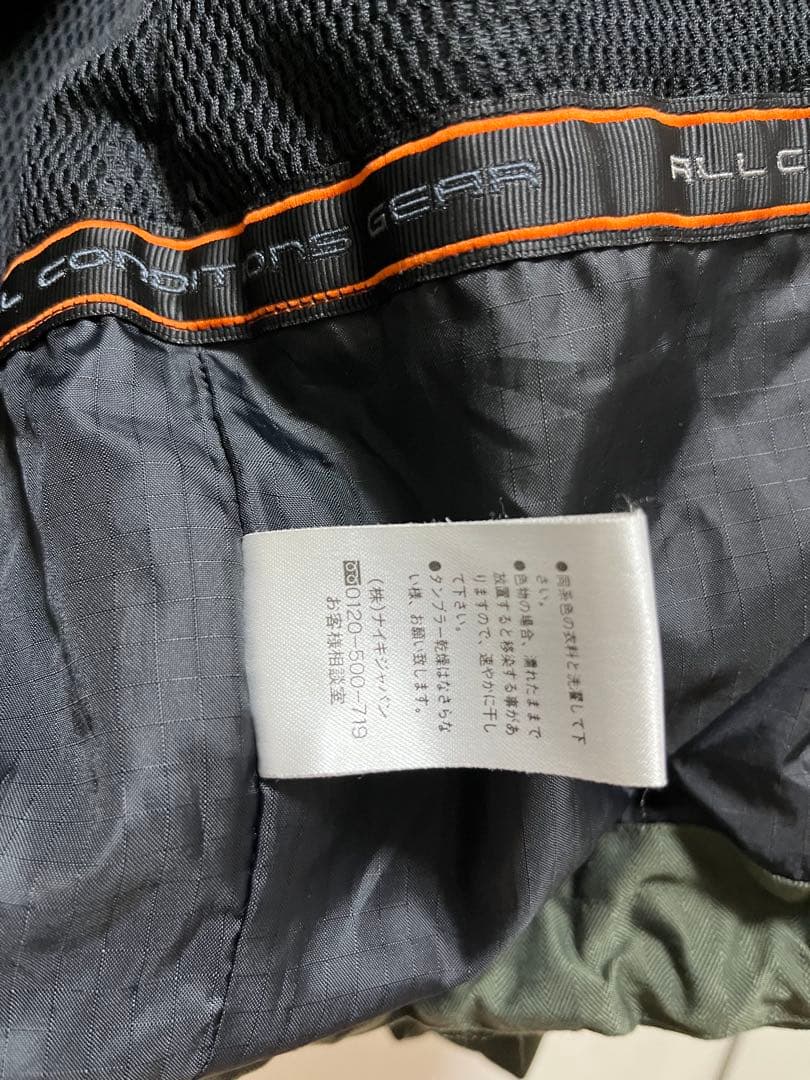 LL CONDITIONS GEAR ALL CO
●同系色の衣料と洗濯して下
さい。
●色物の場合、濡れたままで
放置すると移染する事があ
りますので、速やかに干し
て下さい。
●タンブラー乾燥はなさらな
い様、お願い致します。
(株)ナイキジャパン
0120-500-719
お客様相談室